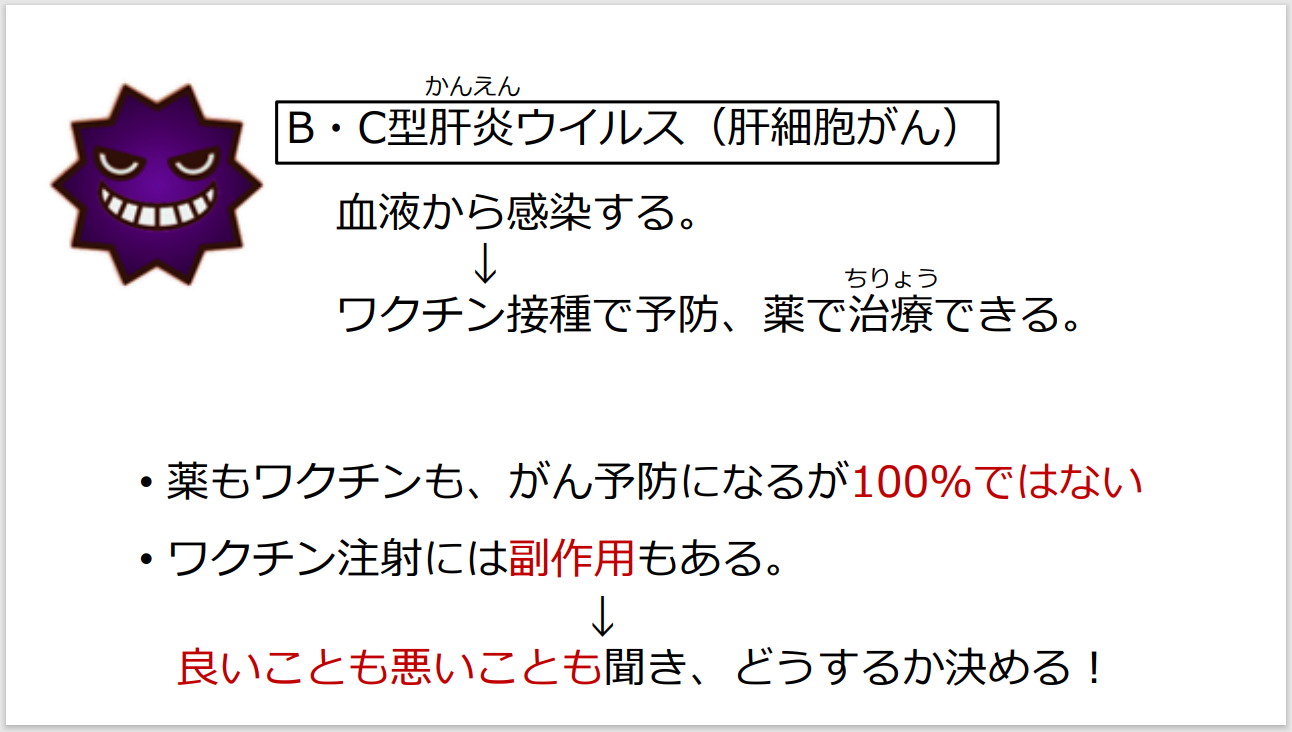 かんえん
B・C型肝炎ウイルス（肝細胞がん）
血液から感染する。
↓
ちりょう
ワクチン接種で予防、薬で治療できる。
・薬もワクチンも、がん予防になるが100%ではない
・ワクチン注射には副作用もある。
↓
良いことも悪いことも聞き、どうするか決める！